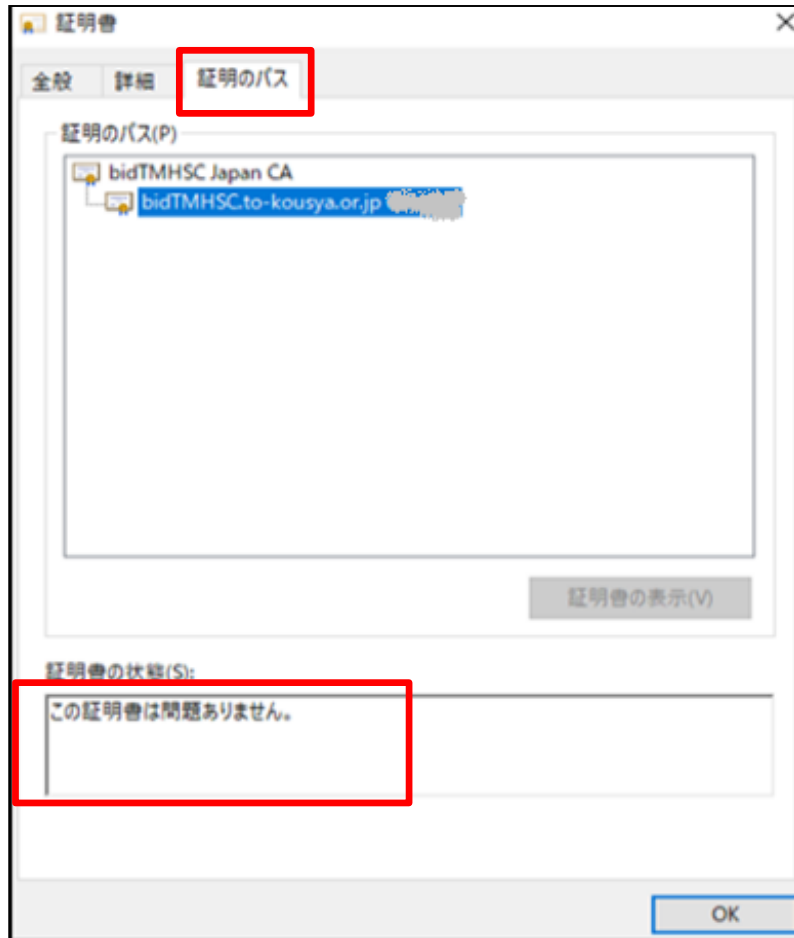 証明書
全般 詳細 証明のパス
証明のパス(P)
bidTMHSC Japan CA
bidTMHSC.to-kousya.or.jp
証明書の表示(V)
証明書の状態(S):
この証明書は問題ありません。
OK